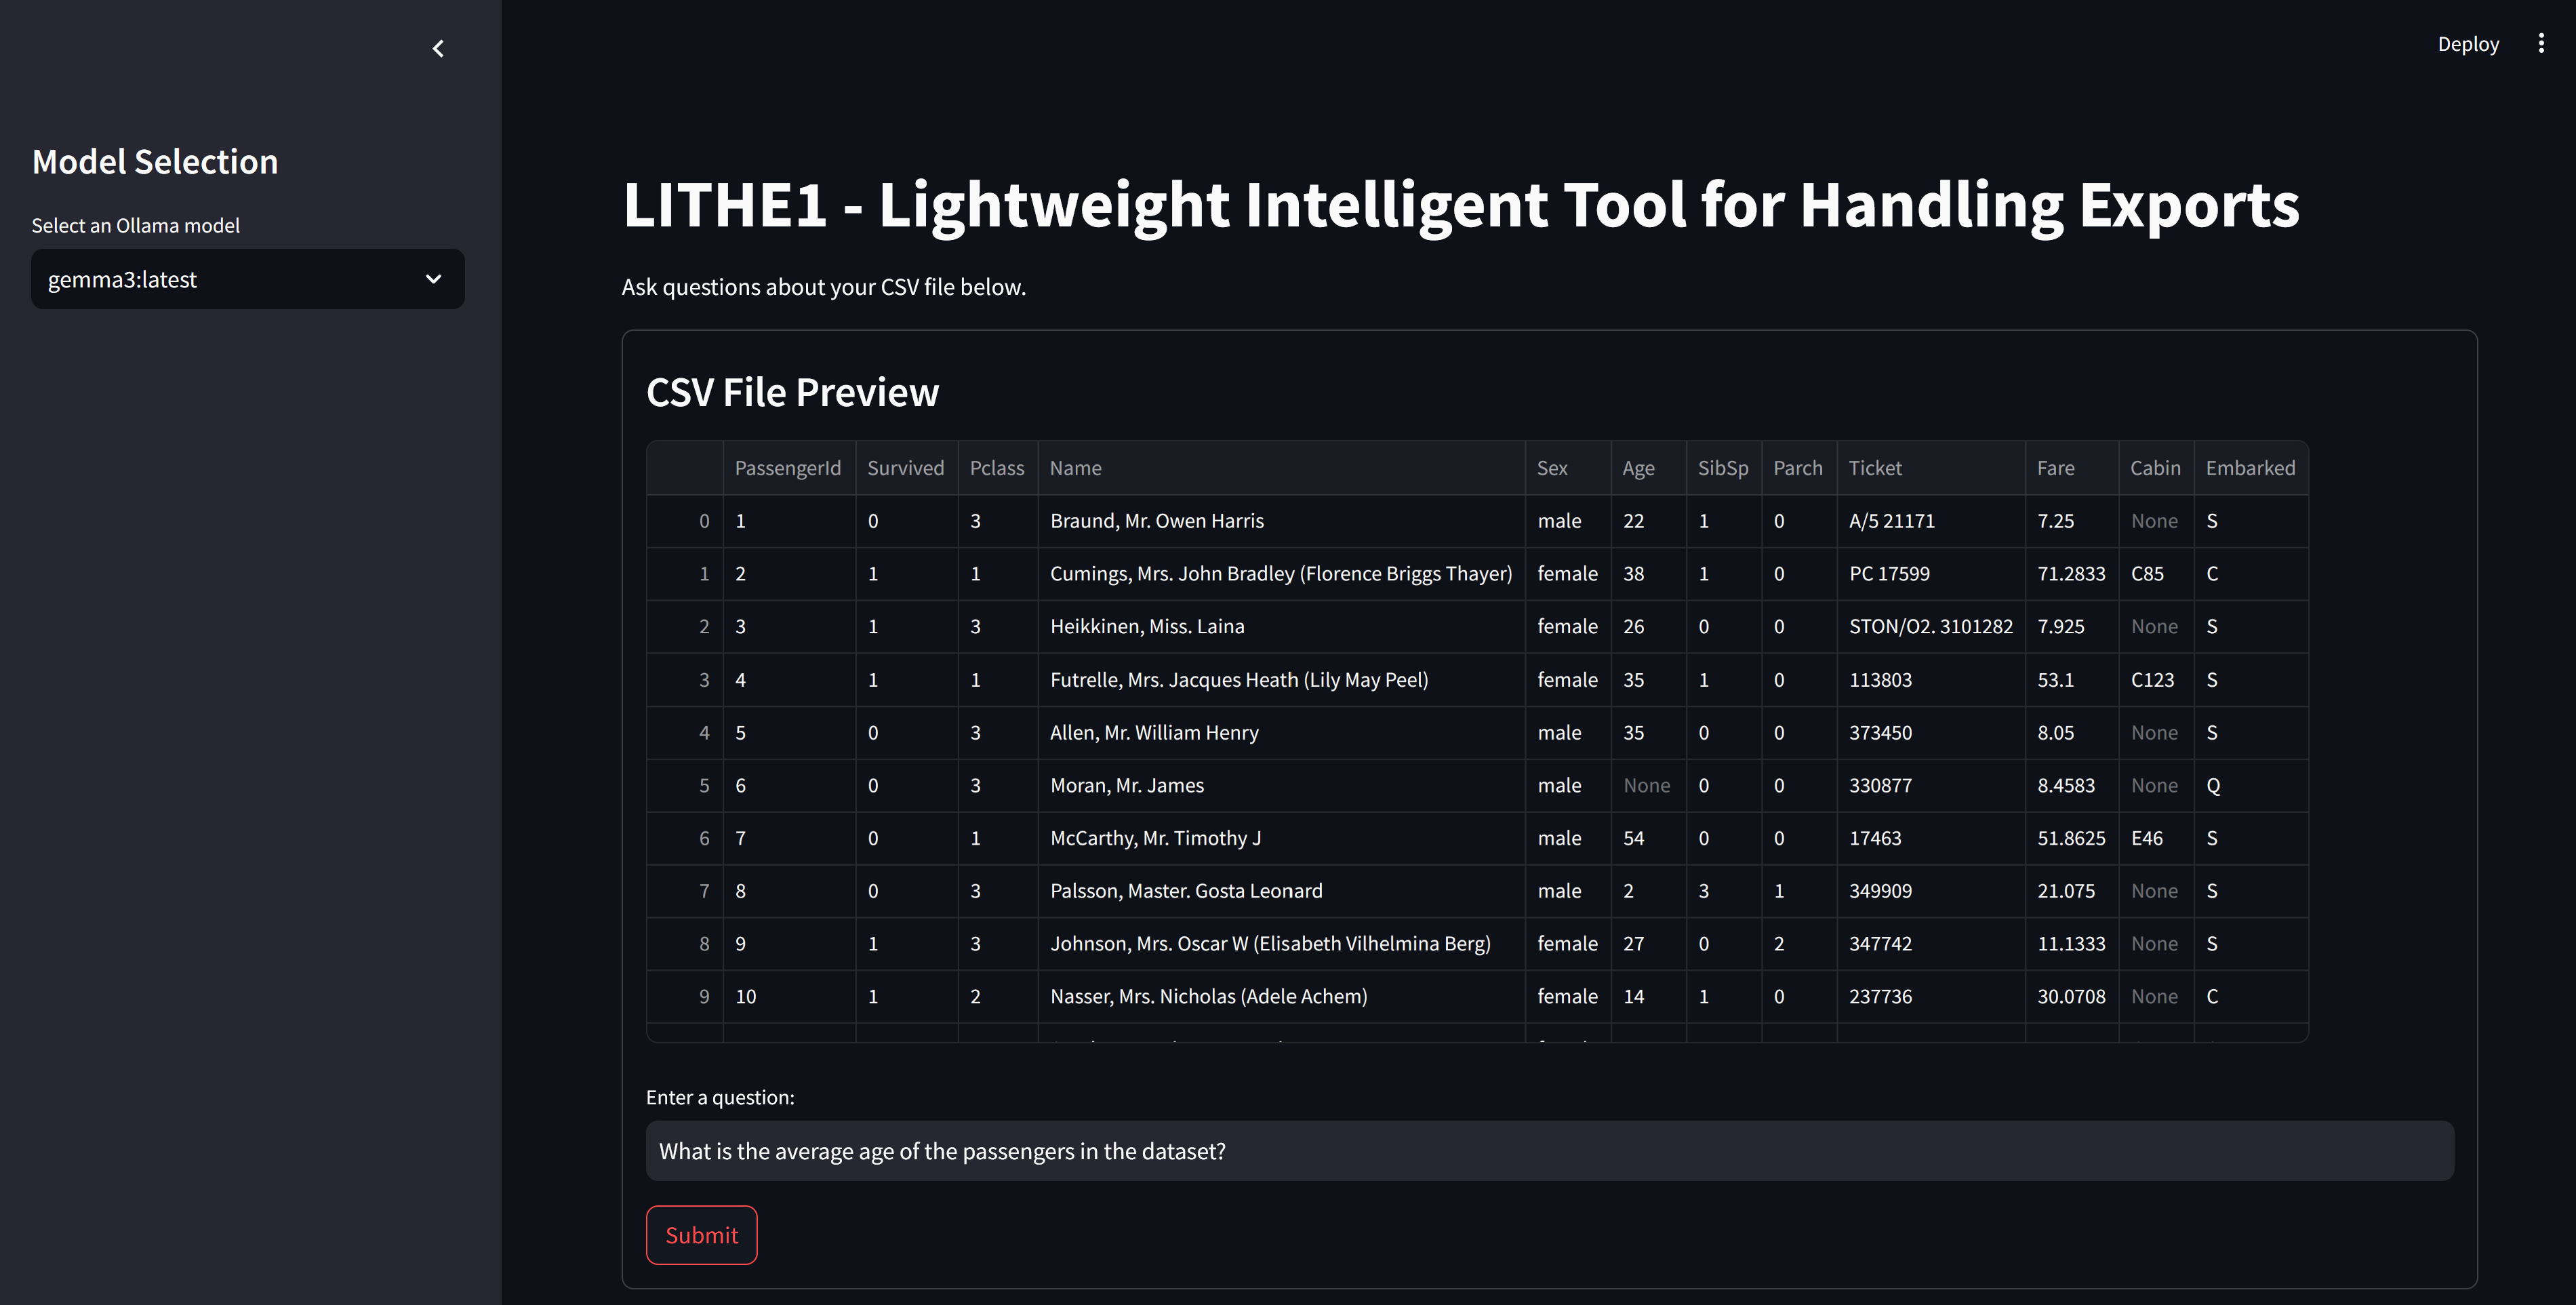 Deploy
Model Selection
Select an Ollama model
gemma3:latest
LITHE1 - Lightweight Intelligent Tool for Handling Exports
Ask questions about your CSV file below.
CSV File Preview
PassengerId Survived Pclass Name Sex Age SibSp Parch Ticket Fare Cabin Embarked
0 1 0 3 Braund, Mr. Owen Harris male 22 1 0 A/5 21171 7.25 None S
1 2 1 1 Cumings, Mrs. John Bradley (Florence Briggs Thayer) female 38 1 0 PC 17599 71.2833 C85 C
2 3 1 3 Heikkinen, Miss. Laina female 26 0 0 STON/O2. 3101282 7.925 None S
3 4 1 1 Futrelle, Mrs. Jacques Heath (Lily May Peel) female 35 1 0 113803 53.1 C123 S
4 5 0 3 Allen, Mr. William Henry male 35 0 0 373450 8.05 None S
5 6 0 3 Moran, Mr. James male None 0 0 330877 8.4583 None Q
6 7 0 1 McCarthy, Mr. Timothy J male 54 0 0 17463 51.8625 E46 S
7 8 0 3 Palsson, Master. Gosta Leonard male 2 3 1 349909 21.075 None S
8 9 1 3 Johnson, Mrs. Oscar W (Elisabeth Vilhelmina Berg) female 27 0 2 347742 11.1333 None S
9 10 1 2 Nasser, Mrs. Nicholas (Adele Achem) female 14 1 0 237736 30.0708 None C
Enter a question:
What is the average age of the passengers in the dataset?
Submit